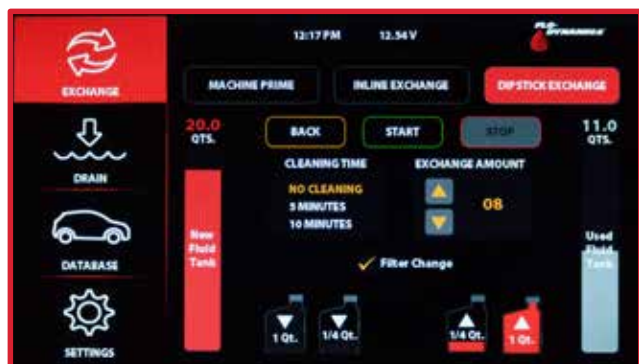 12:17 PM 12.54 V FLO DYNAMICS
EXCHANGE
MACHINE PRIME INLINE EXCHANGE DIPSTICK EXCHANGE
20.0 QTS.
BACK START STOP
11.0 QTS.
DRAIN
CLEANING TIME EXCHANGE AMOUNT
NO CLEANING
5 MINUTES
10 MINUTES
08
DATABASE
New
Fluid
Tank
Used
Fluid
Tank
Filter Change
SETTINGS
1 Qt. 1/4 Qt. 1/4 Qt. 1 Qt.